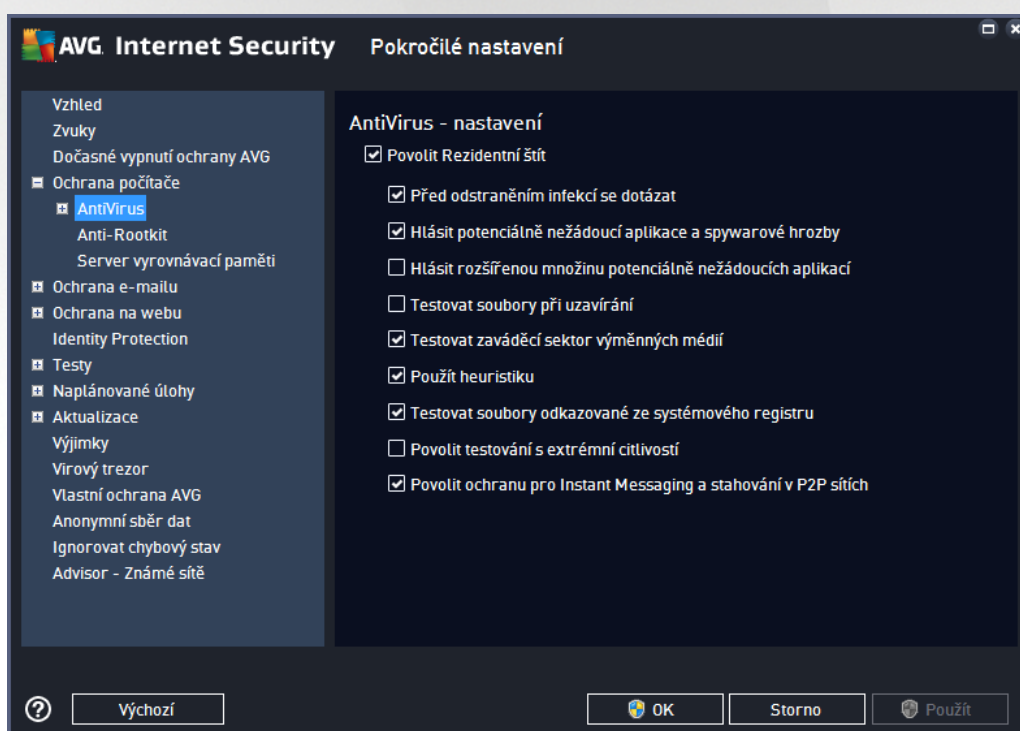 AVG. Internet Security Pokročilé nastavení
Vzhled
Zvuky
Dočasné vypnutí ochrany AVG
Ochrana počítače
AntiVirus
Anti-Rootkit
Server vyrovnávací paměti
Ochrana e-mailu
Ochrana na webu
Identity Protection
Testy
Naplánované úlohy
Aktualizace
Výjimky
Virový trezor
Vlastní ochrana AVG
Anonymní sběr dat
Ignorovat chybový stav
Advisor - Známé sítě
AntiVirus - nastavení
Povolit Rezidentní štít
Před odstraněním infekcí se dotázat
Hlásit potenciálně nežádoucí aplikace a spywarové hrozby
Hlásit rozšířenou množinu potenciálně nežádoucích aplikací
Testovat soubory při uzavírání
Testovat zaváděcí sektor výměnných médií
Použít heuristiku
Testovat soubory odkazované ze systémového registru
Povolit testování s extrémní citlivostí
Povolit ochranu pro Instant Messaging a stahování v P2P sítích
? Výchozí OK Storno Použít